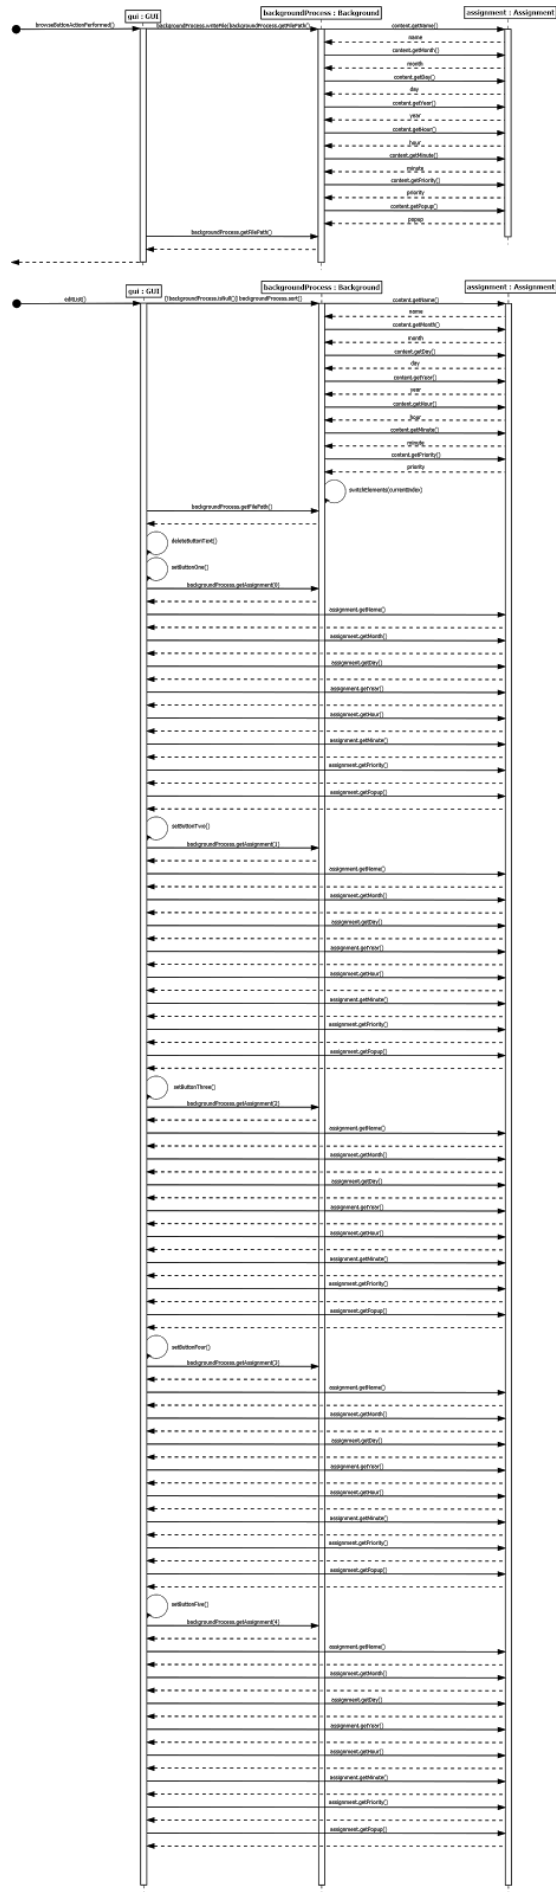 gui : GUI
backgroundProcess : Background
assignment : Assignment
browseButtonActionPerformed()
backgroundProcess.writeFile(backgroundProcess.getFilePath())
content.getName()
name
content.getMonth()
month
content.getDay()
day
content.getYear()
year
content.getHour()
hour
content.getMinute()
minute
content.getPriority()
priority
content.getPopup()
popup
backgroundProcess.getFilePath()
gui : GUI
backgroundProcess : Background
assignment : Assignment
editList()
[!backgroundProcess.isNull()] backgroundProcess.sort()
content.getName()
name
content.getMonth()
month
content.getDay()
day
content.getYear()
year
content.getHour()
hour
content.getMinute()
minute
content.getPriority()
priority
switchElements(currentIndex)
backgroundProcess.getFilePath()
deleteButtonText()
setButtonOne()
backgroundProcess.getAssignment(0)
assignment.getName()
assignment.getMonth()
assignment.getDay()
assignment.getYear()
assignment.getHour()
assignment.getMinute()
assignment.getPriority()
assignment.getPopup()
setButtonTwo()
backgroundProcess.getAssignment(1)
assignment.getName()
assignment.getMonth()
assignment.getDay()
assignment.getYear()
assignment.getHour()
assignment.getMinute()
assignment.getPriority()
assignment.getPopup()
setButtonThree()
backgroundProcess.getAssignment(2)
assignment.getName()
assignment.getMonth()
assignment.getDay()
assignment.getYear()
assignment.getHour()
assignment.getMinute()
assignment.getPriority()
assignment.getPopup()
setButtonFour()
backgroundProcess.getAssignment(3)
assignment.getName()
assignment.getMonth()
assignment.getDay()
assignment.getYear()
assignment.getHour()
assignment.getMinute()
assignment.getPriority()
assignment.getPopup()
setButtonFive()
backgroundProcess.getAssignment(4)
assignment.getName()
assignment.getMonth()
assignment.getDay()
assignment.getYear()
assignment.getHour()
assignment.getMinute()
assignment.getPriority()
assignment.getPopup()